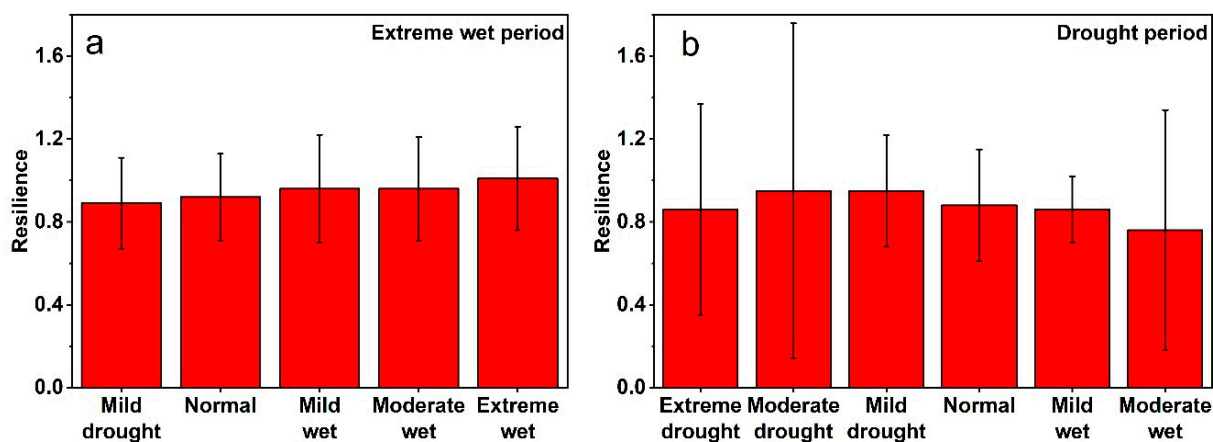 a
Extreme wet period
Resilience
1.6
1.2
0.8
0.4
0.0
Mild
drought
Normal
Mild
wet
Moderate
wet
Extreme
wet
b
Drought period
Resilience
1.6
1.2
0.8
0.4
0.0
Extreme
drought
Moderate
drought
Mild
drought
Normal
Mild
wet
Moderate
wet